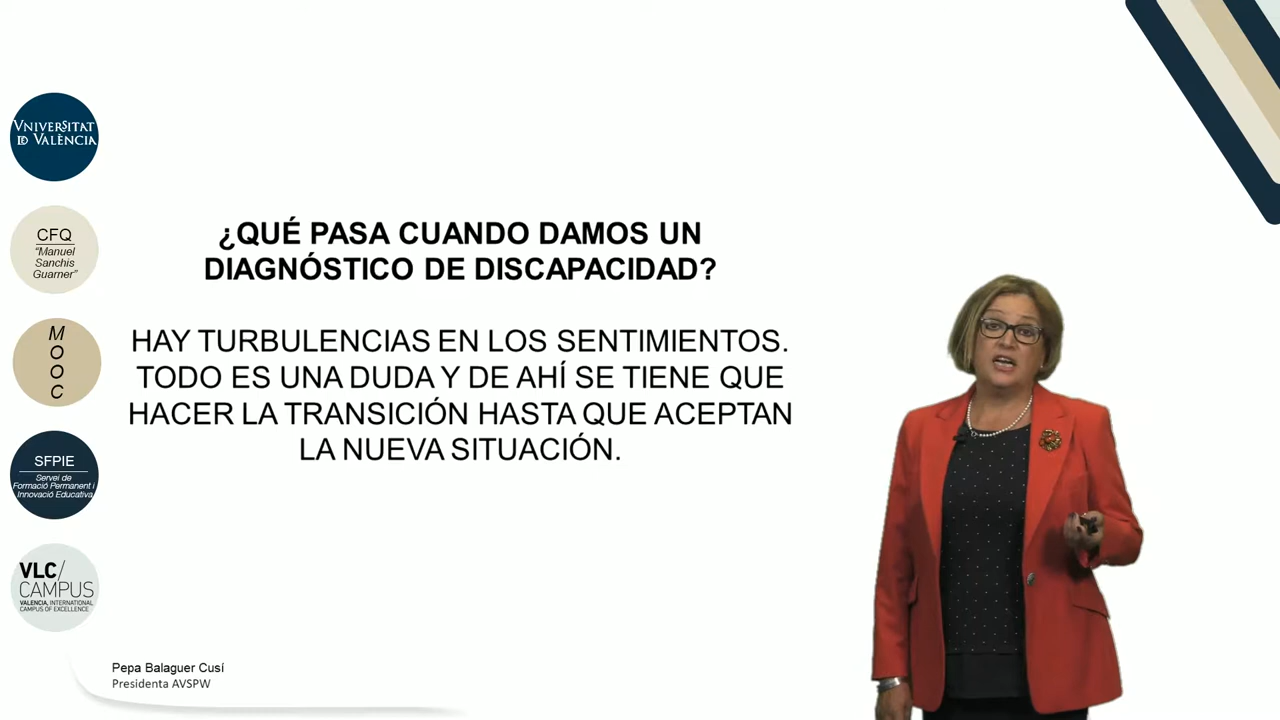 VNIVERSITAT
ID VALÈNCIA
CFQ
“Manuel
Sanchis
Guarner”
M
O
O
C
SFPIE
Servei de
Formació Permanent i
Innovació Educativa
VLC/
CAMPUS
VALENCIA, INTERNATIONAL
CAMPUS OF EXCELLENCE
¿QUÉ PASA CUANDO DAMOS UN
DIAGNÓSTICO DE DISCAPACIDAD?
HAY TURBULENCIAS EN LOS SENTIMIENTOS.
TODO ES UNA DUDA Y DE AHÍ SE TIENE QUE
HACER LA TRANSICIÓN HASTA QUE ACEPTAN
LA NUEVA SITUACIÓN.
Pepa Balaguer Cusí
Presidenta AVSPW